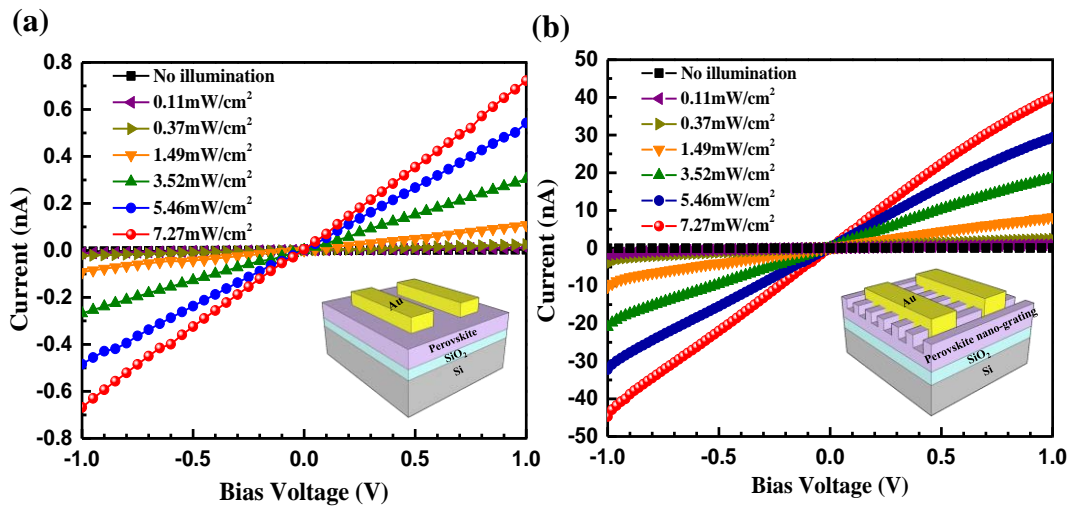 (a)
Current (nA)
0.8
0.6
0.4
0.2
0.0
-0.2
-0.4
-0.6
-0.8
No illumination
0.11mW/cm²
0.37mW/cm²
1.49mW/cm²
3.52mW/cm²
5.46mW/cm²
7.27mW/cm²
Au
Perovskite
SiO₂
Si
-1.0 -0.5 0.0 0.5 1.0
Bias Voltage (V)
(b)
Current (nA)
50
40
30
20
10
0
-10
-20
-30
-40
-50
No illumination
0.11mW/cm²
0.37mW/cm²
1.49mW/cm²
3.52mW/cm²
5.46mW/cm²
7.27mW/cm²
Au
Perovskite nano-grating
SiO₂
Si
-1.0 -0.5 0.0 0.5 1.0
Bias Voltage (V)